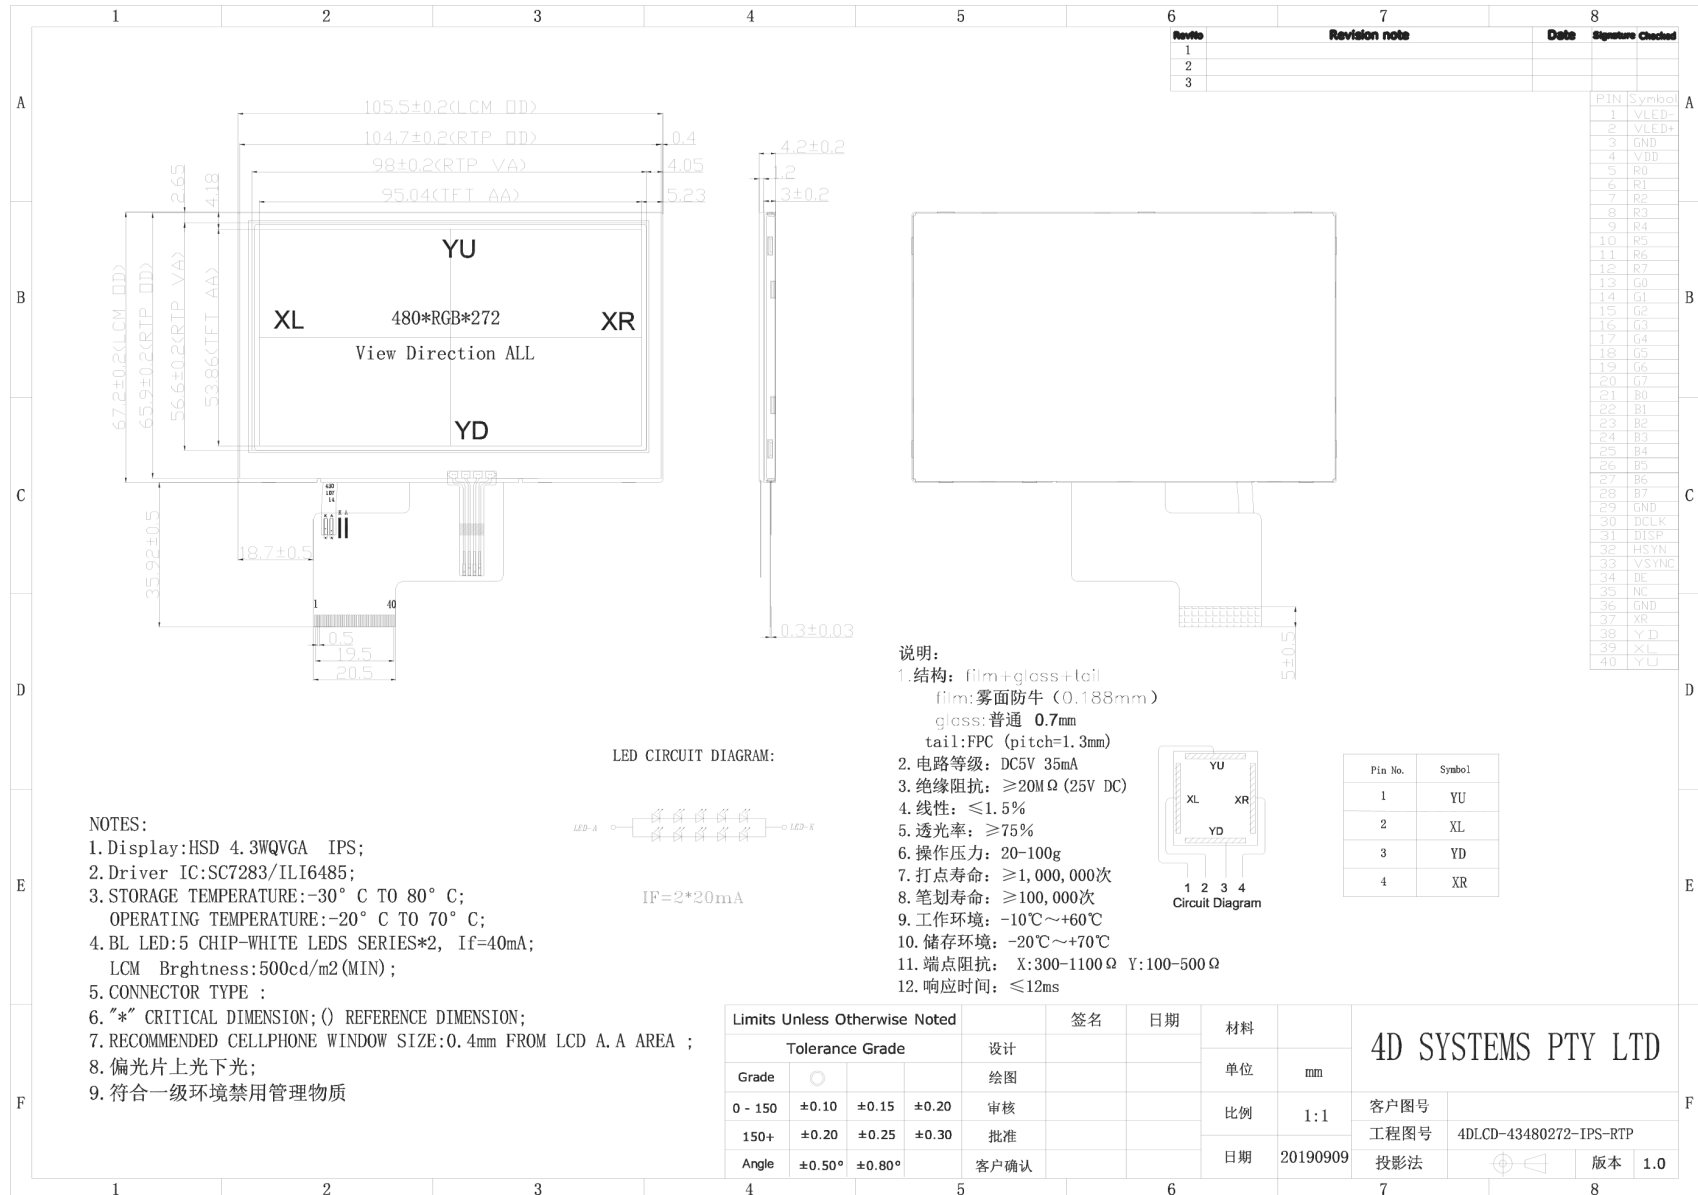 1 2 3 4 5 6 7 8
RevNo Revision note Date Signature Checked
1
2
3
A A
B B
C C
D D
E E
F F
PIN Symbol
1 VLED-
2 VLED+
3 GND
4 VDD
5 R0
6 R1
7 R2
8 R3
9 R4
10 R5
11 R6
12 R7
13 G0
14 G1
15 G2
16 G3
17 G4
18 G5
19 G6
20 G7
21 B0
22 B1
23 B2
24 B3
25 B4
26 B5
27 B6
28 B7
29 GND
30 DCLK
31 DISP
32 HSYN
33 VSYNC
34 DE
35 NC
36 GND
37 XR
38 YD
39 XL
40 YU
105.5±0.2(LCM OD)
104.7±0.2(RTP OD) 0.4
98±0.2(RTP VA) 4.05
95.04(TFT AA) 5.23
2.65
4.18
67.2±0.2(LCM OD)
65.9±0.2(RTP OD)
56.6±0.2(RTP VA)
53.86(TFT AA)
YU
XL 480*RGB*272 XR
View Direction ALL
YD
4.2±0.2
1.2
3±0.2
K A
35.92±0.5
18.7±0.5
1 40
0.5
19.5
20.5
0.3±0.03
5±0.5
说明:
1.结构: film+glass+tail
film:雾面防牛(0.188mm)
glass:普通 0.7mm
tail:FPC (pitch=1.3mm)
2.电路等级: DC5V 35mA
3.绝缘阻抗: ≥20MΩ(25V DC)
4.线性: ≤1.5%
5.透光率: ≥75%
6.操作压力: 20-100g
7.打点寿命: ≥1,000,000次
8.笔划寿命: ≥100,000次
9.工作环境: -10℃~+60℃
10.储存环境: -20℃~+70℃
11.端点阻抗: X:300-1100Ω Y:100-500Ω
12.响应时间: ≤12ms
YU
XL XR
YD
1 2 3 4
Circuit Diagram
Pin No. Symbol
1 YU
2 XL
3 YD
4 XR
LED CIRCUIT DIAGRAM:
LED-A LED-K
IF=2*20mA
NOTES:
1.Display:HSD 4.3WQVGA IPS;
2.Driver IC:SC7283/ILI6485;
3.STORAGE TEMPERATURE:-30° C TO 80° C;
OPERATING TEMPERATURE:-20° C TO 70° C;
4.BL LED:5 CHIP-WHITE LEDS SERIES*2, If=40mA;
LCM Brghtness:500cd/m2(MIN);
5.CONNECTOR TYPE :
6."*" CRITICAL DIMENSION;() REFERENCE DIMENSION;
7.RECOMMENDED CELLPHONE WINDOW SIZE:0.4mm FROM LCD A.A AREA ;
8.偏光片上光下光;
9.符合一级环境禁用管理物质
Limits Unless Otherwise Noted 签名 日期
Tolerance Grade 设计
Grade 绘图
0 - 150 ±0.10 ±0.15 ±0.20 审核
150+ ±0.20 ±0.25 ±0.30 批准
Angle ±0.50° ±0.80° 客户确认
材料
单位 mm
比例 1:1
日期 20190909
4D SYSTEMS PTY LTD
客户图号
工程图号 4DLCD-43480272-IPS-RTP
投影法 版本 1.0
1 2 3 4 5 6 7 8